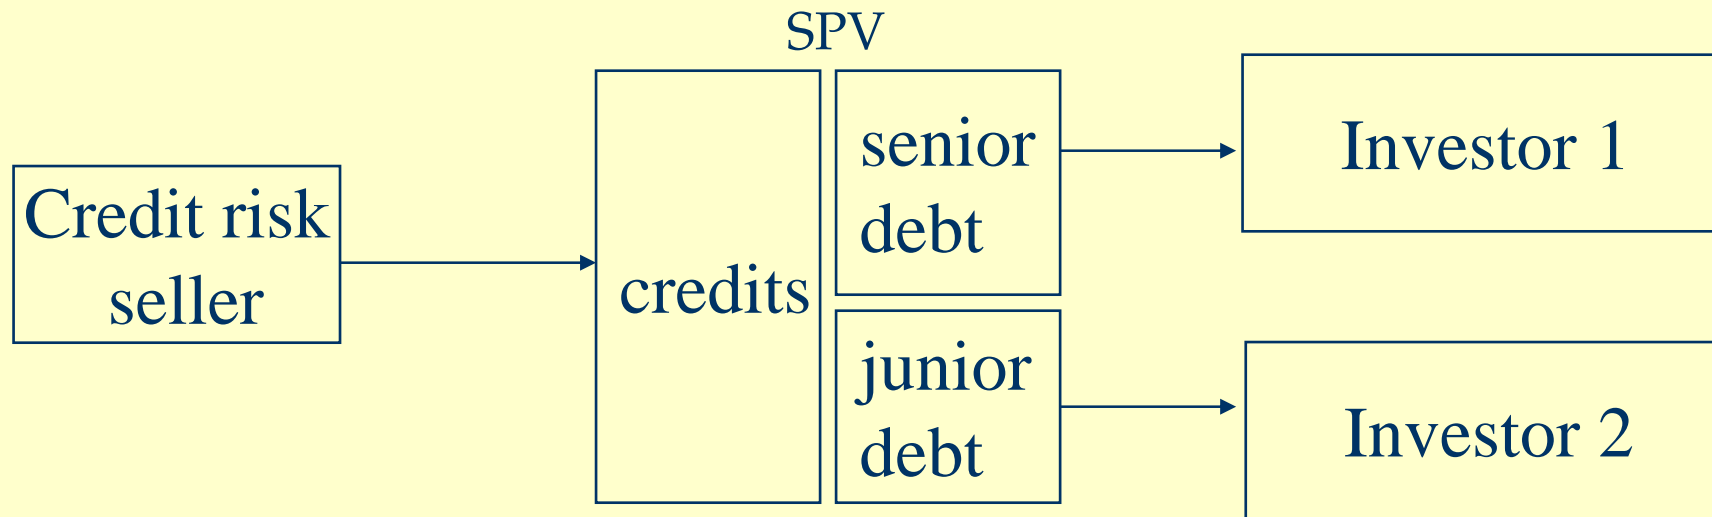 SPV
Credit risk
seller
credits
senior
debt
junior
debt
Investor 1
Investor 2